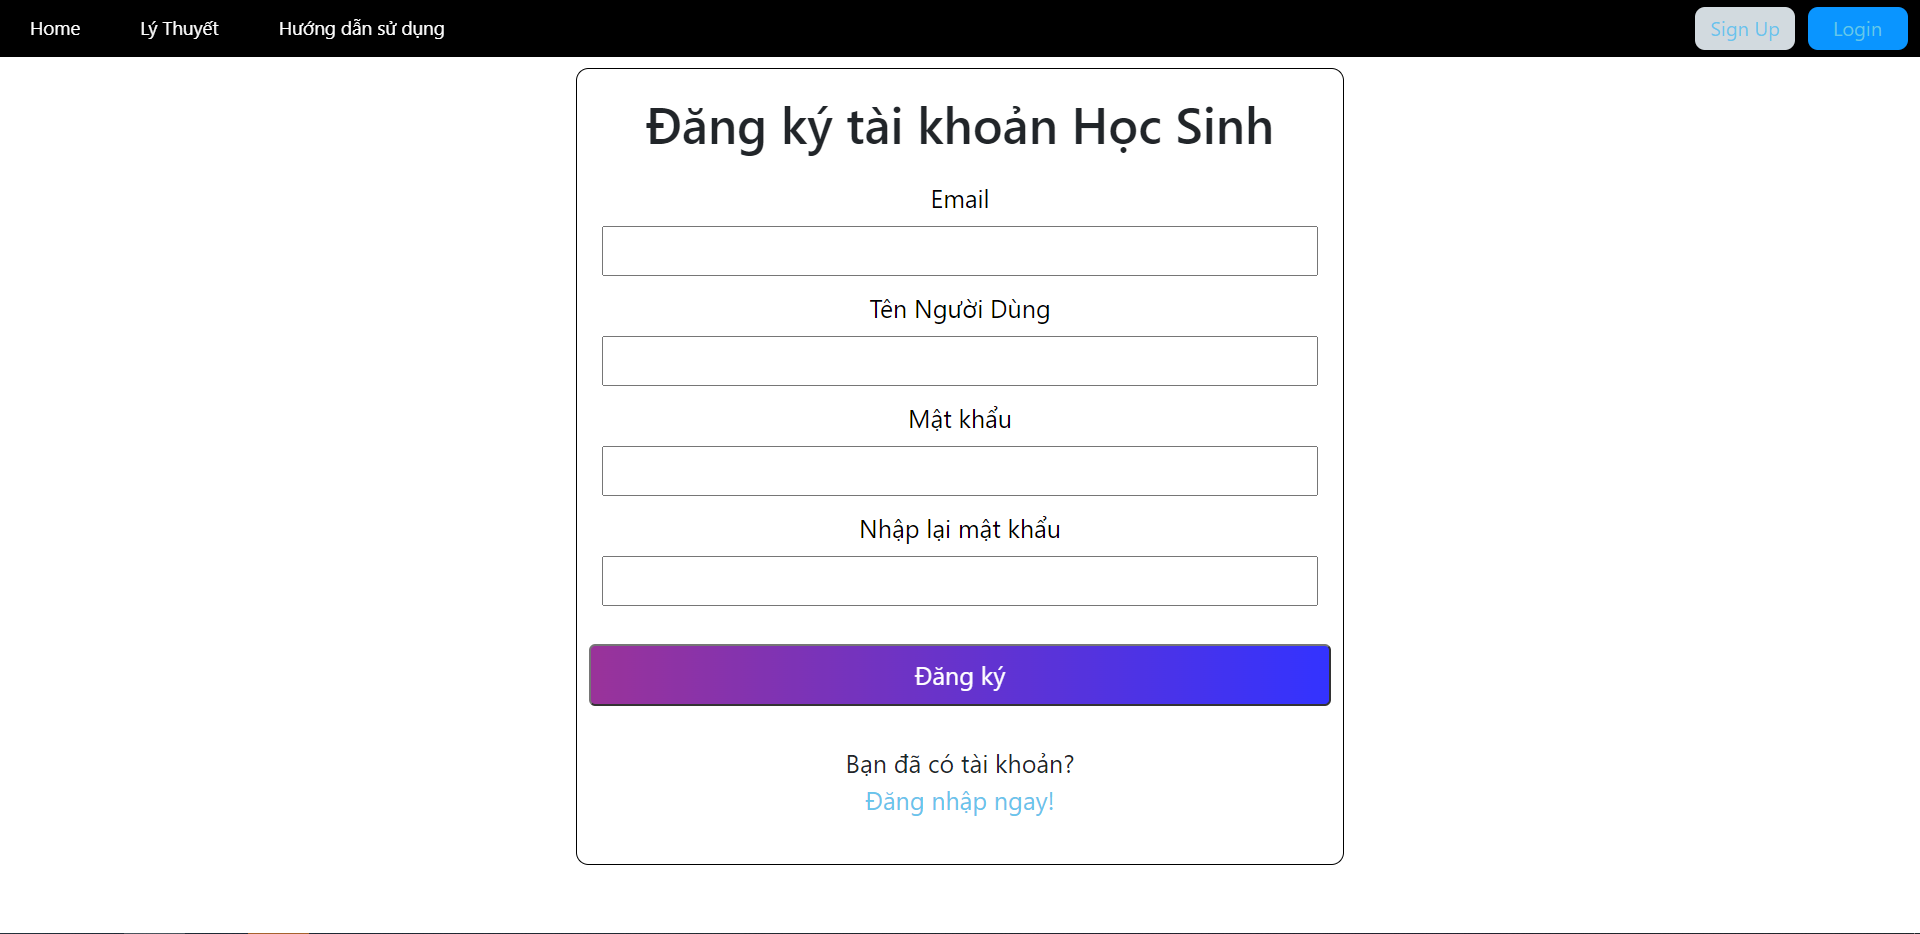 Home Lý Thuyết Hướng dẫn sử dụng Sign Up Login
Đăng ký tài khoản Học Sinh
Email
Tên Người Dùng
Mật khẩu
Nhập lại mật khẩu
Đăng ký
Bạn đã có tài khoản?
Đăng nhập ngay!